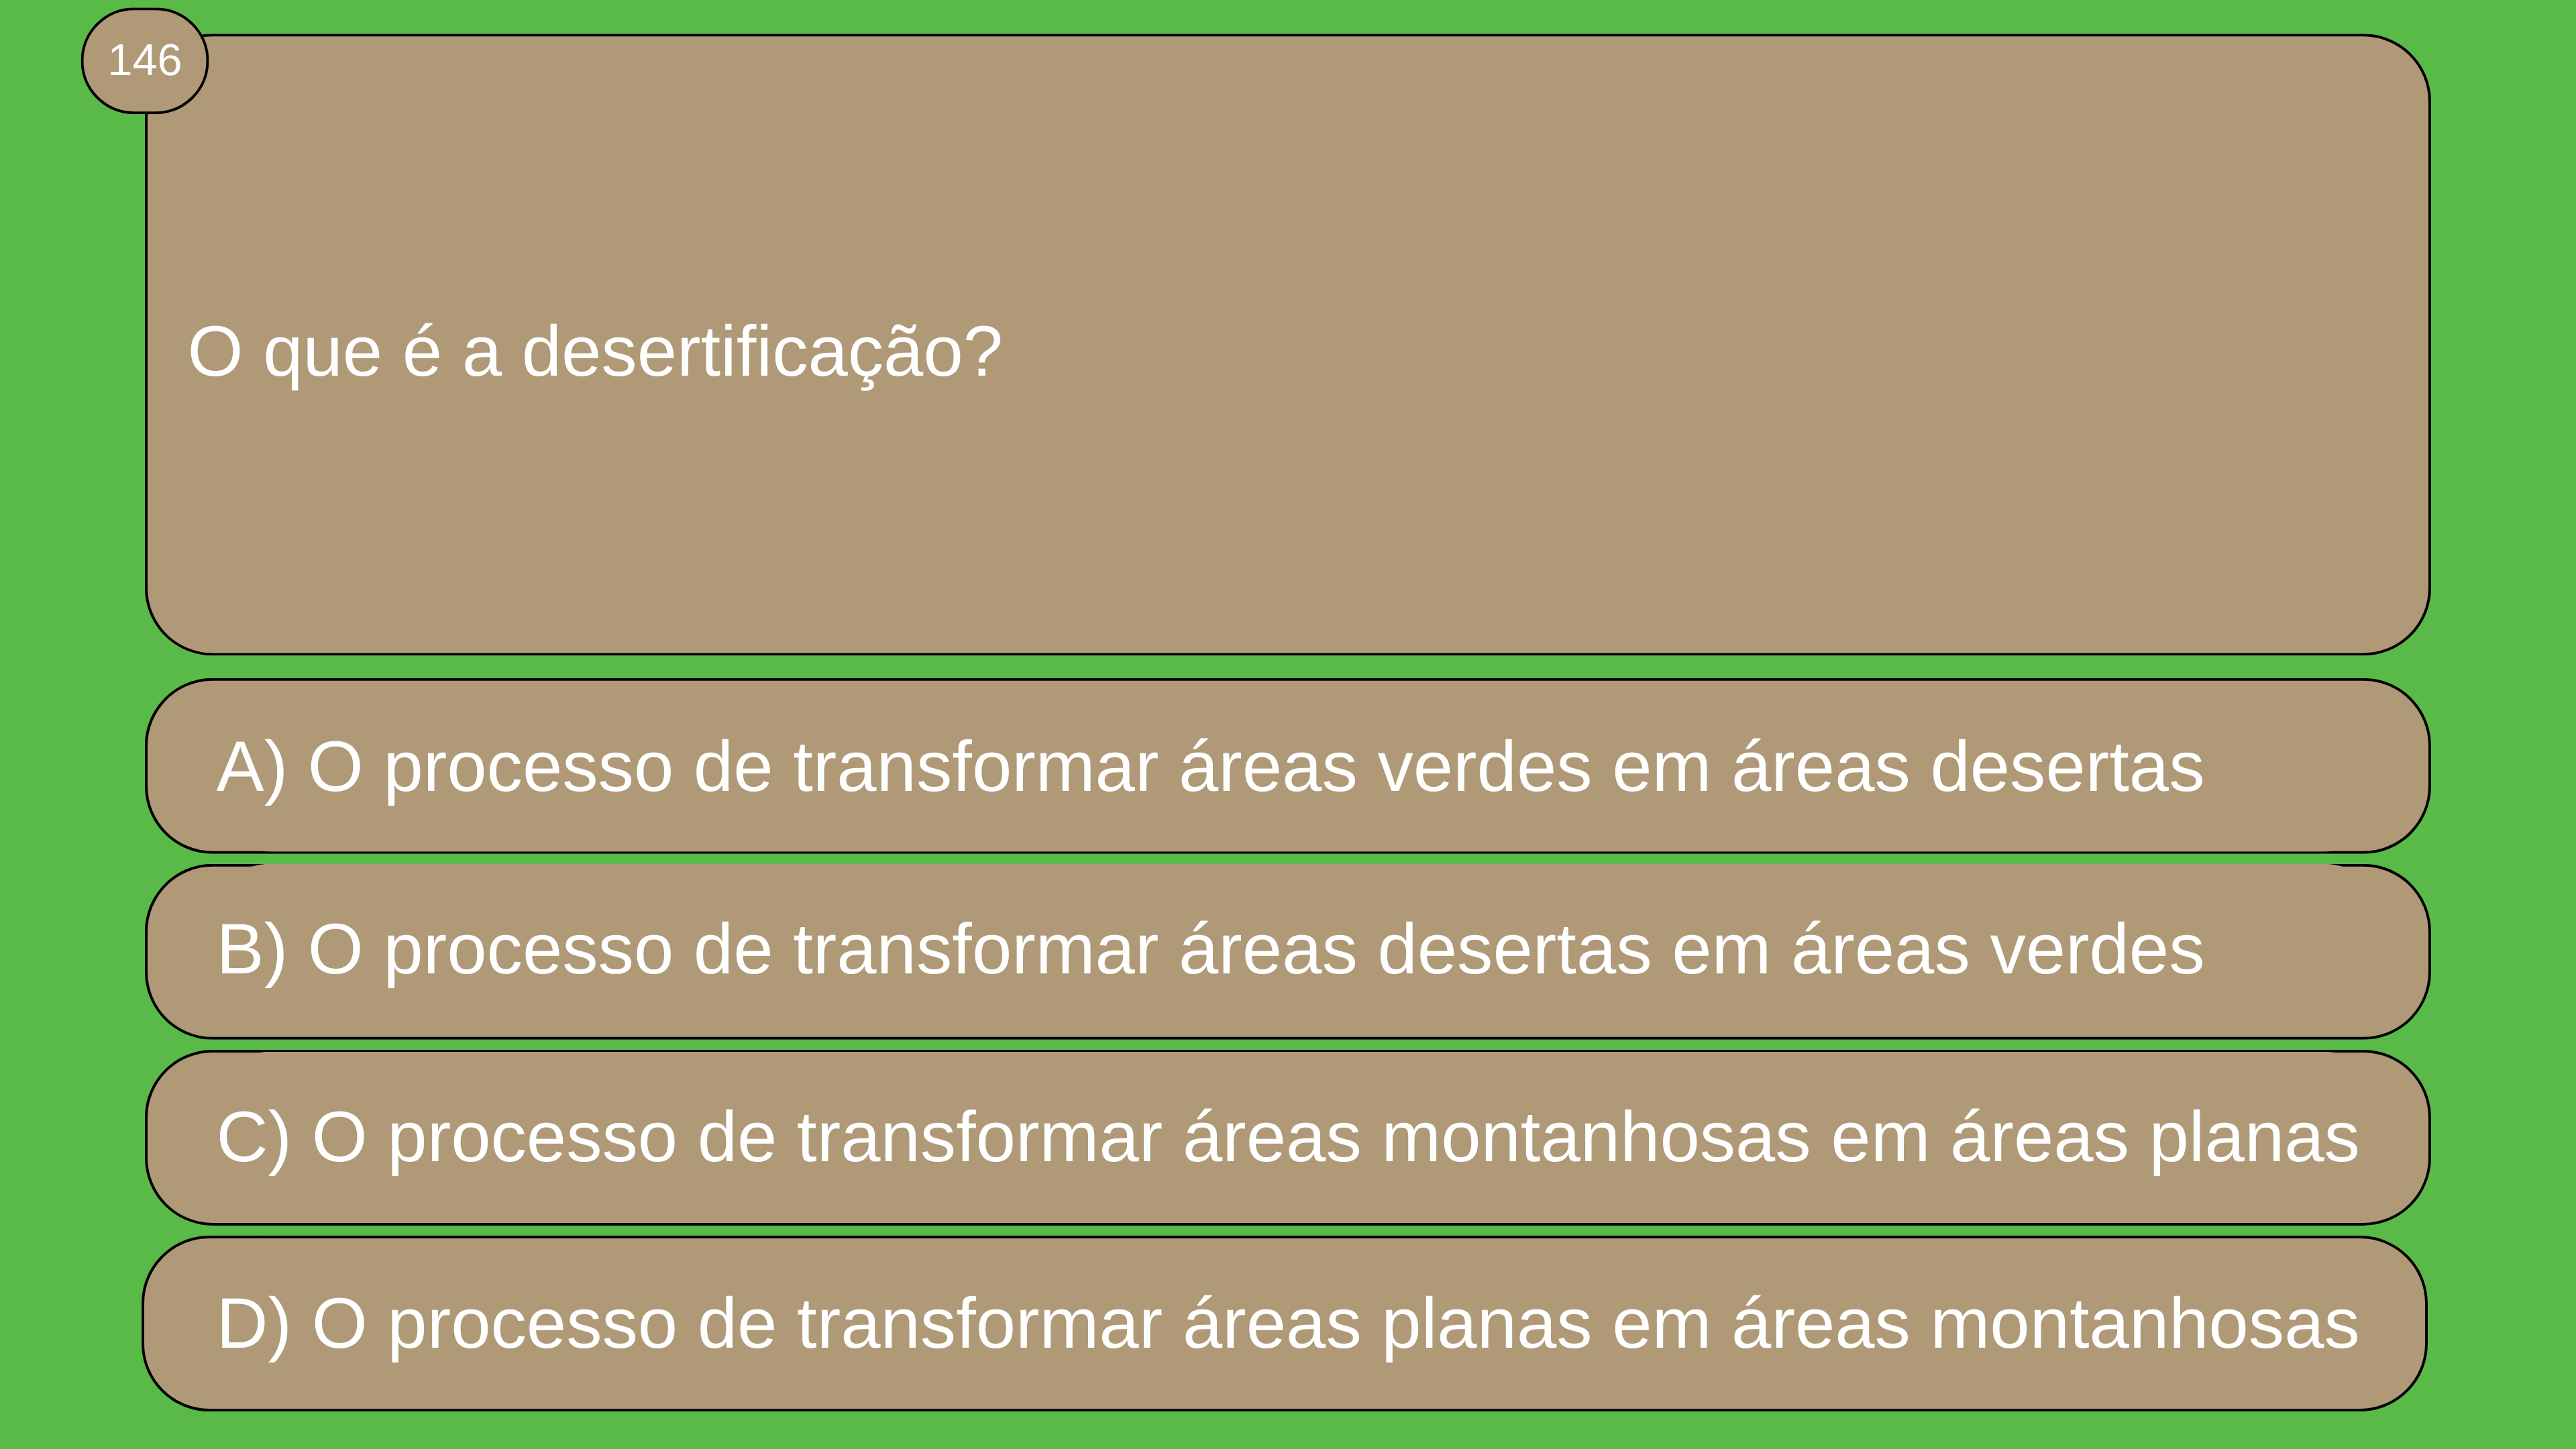 146
O que é a desertificação?
A) O processo de transformar áreas verdes em áreas desertas
B) O processo de transformar áreas desertas em áreas verdes
C) O processo de transformar áreas montanhosas em áreas planas
D) O processo de transformar áreas planas em áreas montanhosas